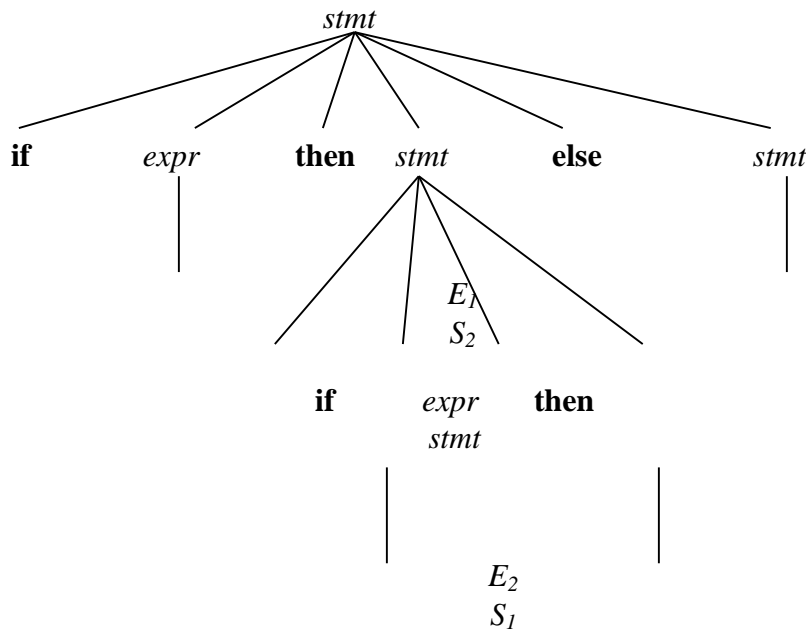 stmt
if expr then stmt else stmt
E1
S2
if expr then
stmt
E2
S1